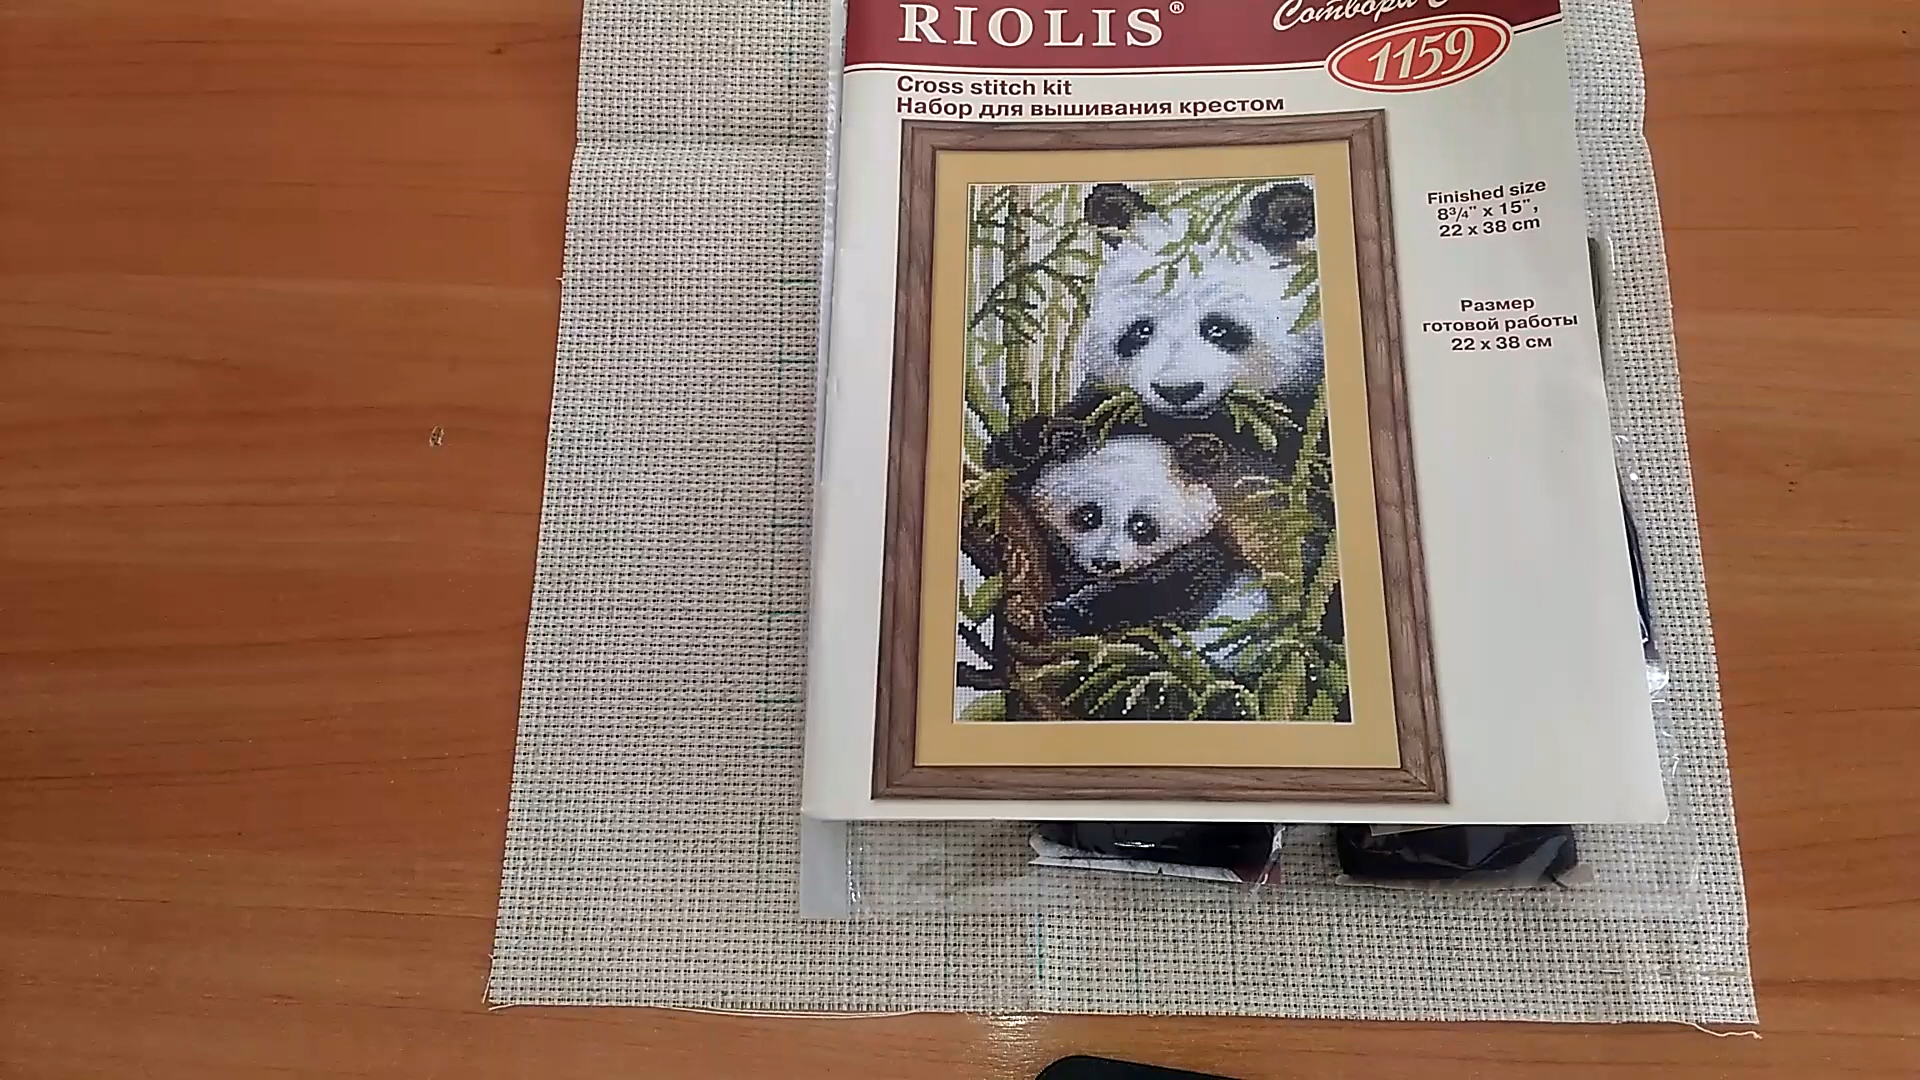 RIOLIS®
Сотвори
1159
Cross stitch kit
Набор для вышивания крестом
Finished size
8¾" x 15",
22 x 38 cm
Размер
готовой работы
22 x 38 см